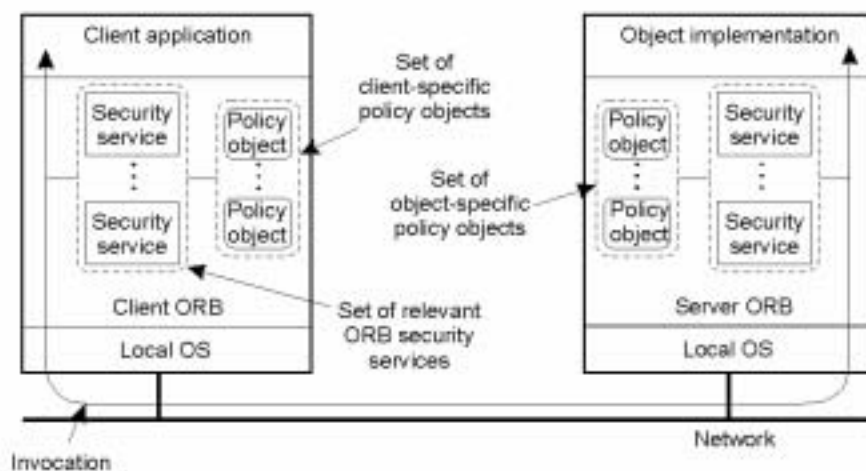 Client application
Set of
client-specific
policy objects
Object implementation
Security
service
Policy
object
Security
service
Policy
object
Client ORB
Local OS
Set of
object-specific
policy objects
Set of relevant
ORB security
services
Policy
object
Security
service
Policy
object
Security
service
Server ORB
Local OS
Network
Invocation